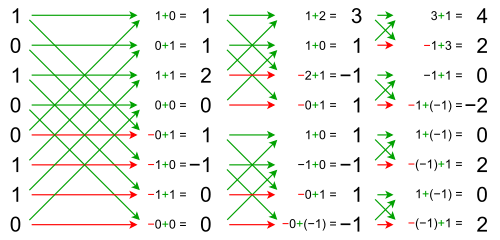 1 1+0 = 1 1+2 = 3 3+1 = 4
0 0+1 = 1 1+0 = 1 −1+3 = 2
1 1+1 = 2 −2+1 = −1 −1+1 = 0
0 0+0 = 0 −0+1 = 1 −1+(−1) = −2
0 −0+1 = 1 1+0 = 1 1+(−1) = 0
1 −1+0 = −1 −1+0 = 1 −(−1)+1 = 2
1 −1+1 = 0 −0+1 = 0 1+(−1) = 0
0 −0+0 = 0 −0+(−1) = −1 −(−1)+1 = 2